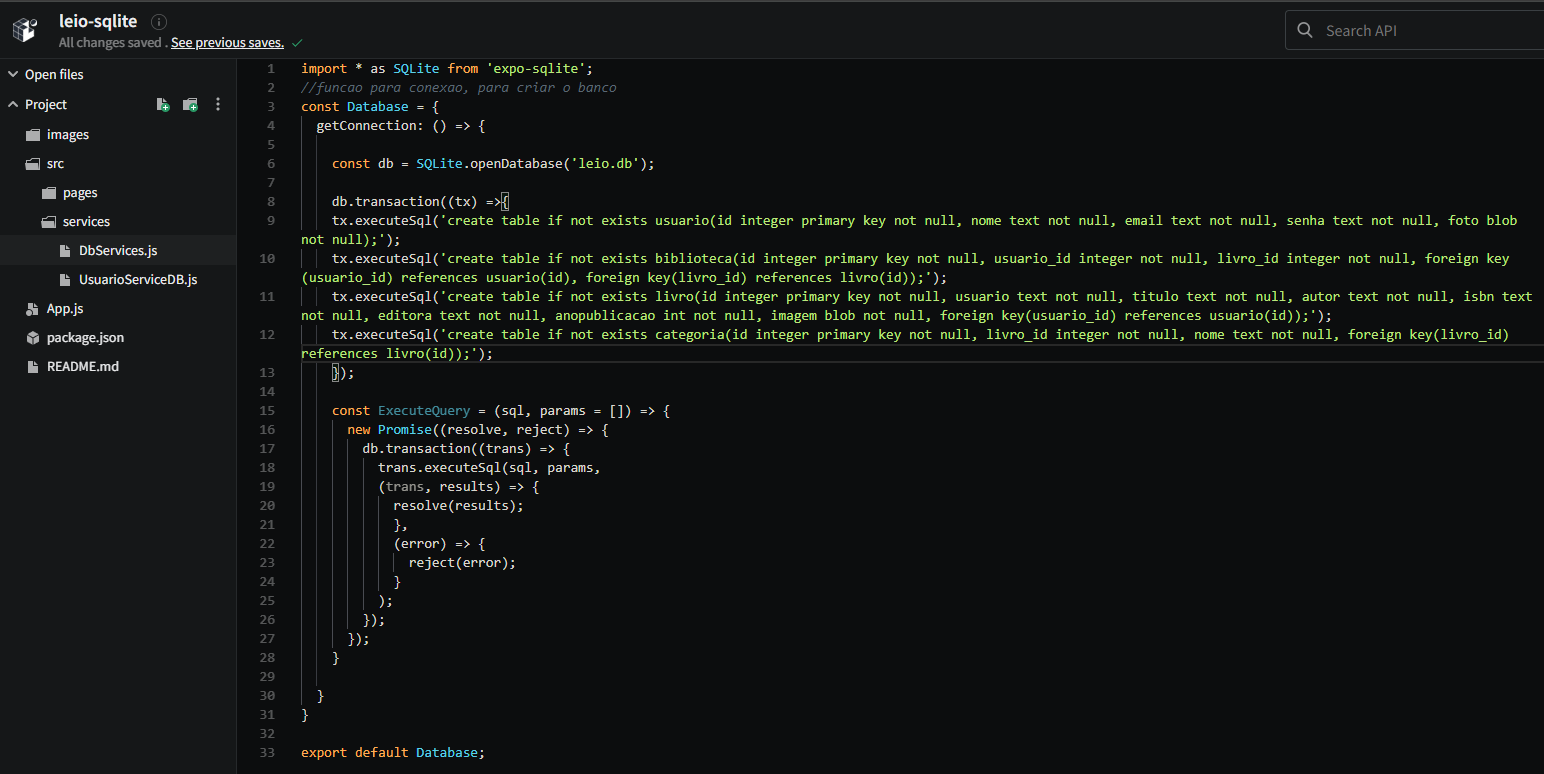 leio-sqlite
All changes saved . See previous saves.
Search API
Open files
Project
images
src
pages
services
DbServices.js
UsuarioServiceDB.js
App.js
package.json
README.md
1 import * as SQLite from 'expo-sqlite';
2 //funcao para conexao, para criar o banco
3 const Database = {
4 getConnection: () => {
5
6 const db = SQLite.openDatabase('leio.db');
7
8 db.transaction((tx) =>{
9 tx.executeSql('create table if not exists usuario(id integer primary key not null, nome text not null, email text not null, senha text not null, foto blob
not null);');
10 tx.executeSql('create table if not exists biblioteca(id integer primary key not null, usuario_id integer not null, livro_id integer not null, foreign key
(usuario_id) references usuario(id), foreign key(livro_id) references livro(id));');
11 tx.executeSql('create table if not exists livro(id integer primary key not null, usuario text not null, titulo text not null, autor text not null, isbn text
not null, editora text not null, anopublicacao int not null, imagem blob not null, foreign key(usuario_id) references usuario(id));');
12 tx.executeSql('create table if not exists categoria(id integer primary key not null, livro_id integer not null, nome text not null, foreign key(livro_id)
references livro(id));');
13 });
14
15 const ExecuteQuery = (sql, params = []) => {
16 new Promise((resolve, reject) => {
17 db.transaction((trans) => {
18 trans.executeSql(sql, params,
19 (trans, results) => {
20 resolve(results);
21 },
22 (error) => {
23 reject(error);
24 }
25 );
26 });
27 });
28 }
29
30 }
31 }
32
33 export default Database;